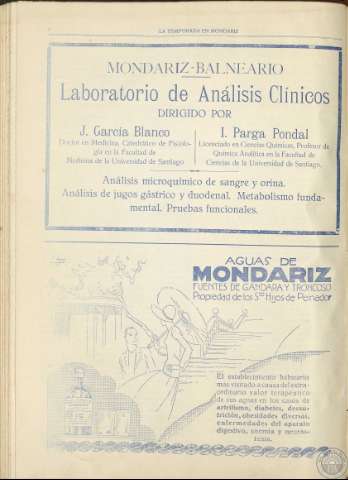 LA TEMPORADA EN MONDARIZ
MONDARIZ-BALNEARIO
Laboratorio de Análisis Clínicos
DIRIGIDO POR
J. García Blanco
Doctor en Medicina, Catedrático de Fisiolo-
gía en la Facultad de
Medicina de la Universidad de Santiago
I. Parga Pondal
Licenciado en Ciencias Químicas, Profesor de
Química Analítica en la Facultad de
Ciencias de la Universidad de Santiago.
Análisis microquímico de sangre y orina.
Análisis de jugos gástrico y duodenal. Metabolismo funda-
mental. Pruebas funcionales.
AGUAS DE
MONDARIZ
FUENTES DE GANDARA Y TRONCOSO
Propiedad de los Sres Hijos de Peinador
El establecimiento balneario
más visitado a causa del extra-
ordinario valor terapéutico
de sus aguas en los casos de
artritismo, diabetes, desnu-
trición, obesidades diversas,
enfermedades del aparato
digestivo, anemia y neuras-
tenia.